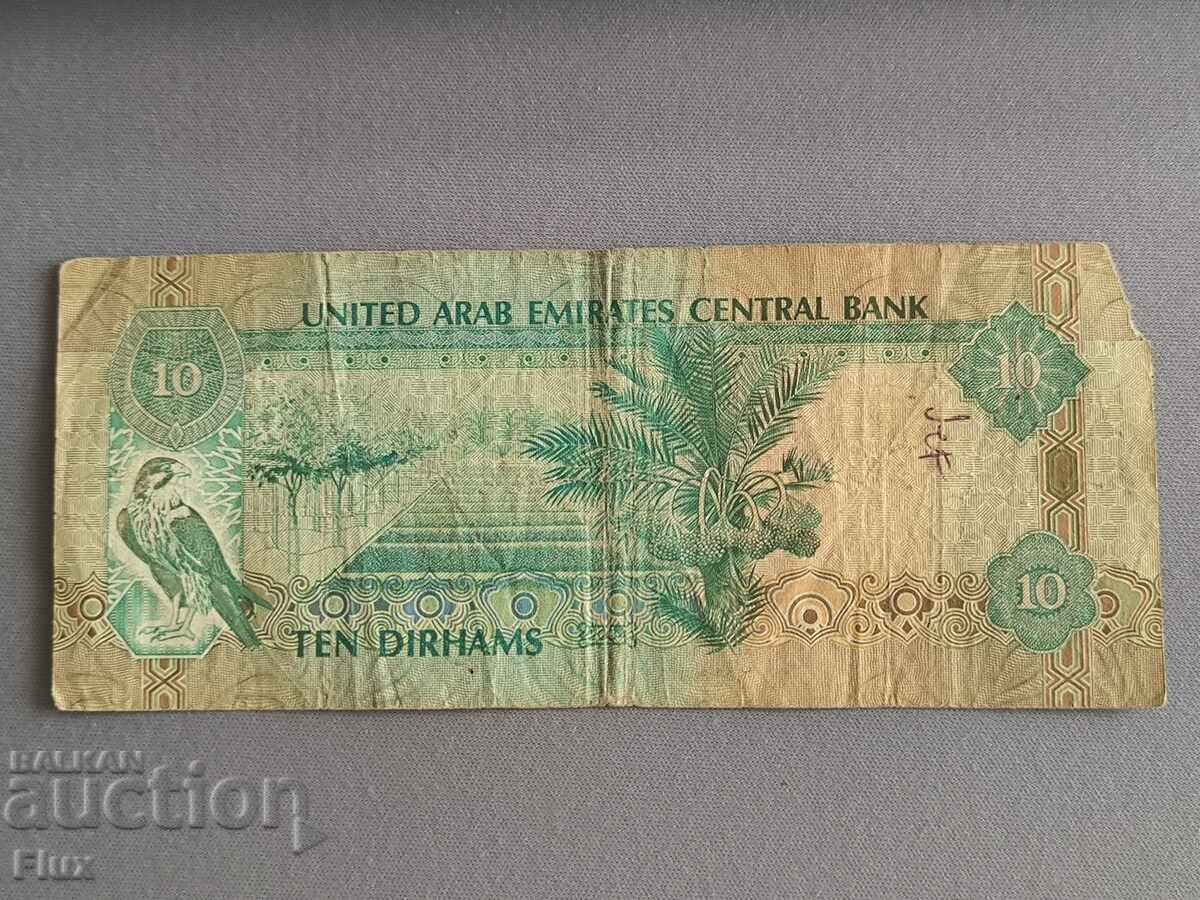 UNITED ARAB EMIRATES CENTRAL BANK
10
10
10
TEN DIRHAMS
BALKAN
auction
Flux